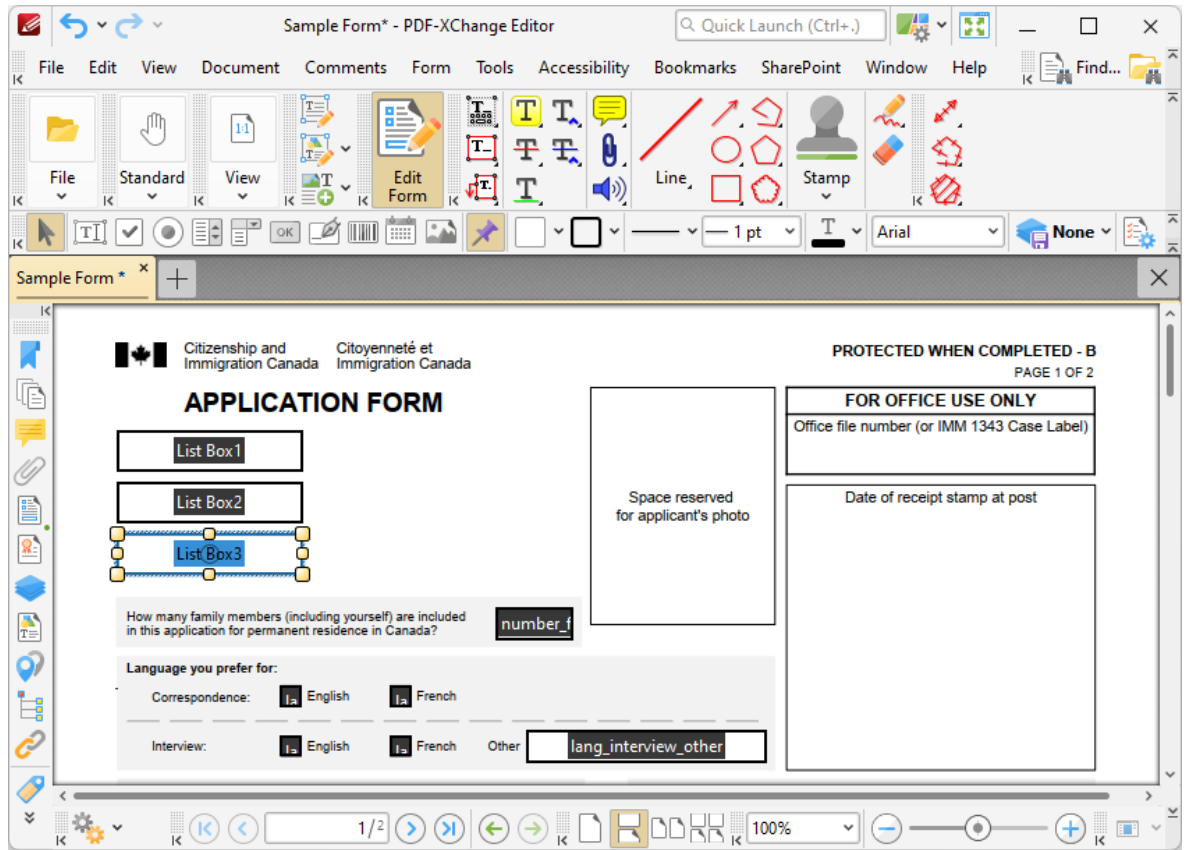 Sample Form* - PDF-XChange Editor
Quick Launch (Ctrl+.)
File Edit View Document Comments Form Tools Accessibility Bookmarks SharePoint Window Help Find...
File Standard View Edit Form Line Stamp
OK 1 pt T Arial None
Sample Form *
Citizenship and Immigration Canada
Citoyenneté et Immigration Canada
PROTECTED WHEN COMPLETED - B
PAGE 1 OF 2
APPLICATION FORM
FOR OFFICE USE ONLY
Office file number (or IMM 1343 Case Label)
List Box1
List Box2
List Box3
Space reserved
for applicant's photo
Date of receipt stamp at post
How many family members (including yourself) are included
in this application for permanent residence in Canada?
number_f
Language you prefer for:
Correspondence: la English la French
Interview: la English la French Other lang_interview_other
1/2 100%